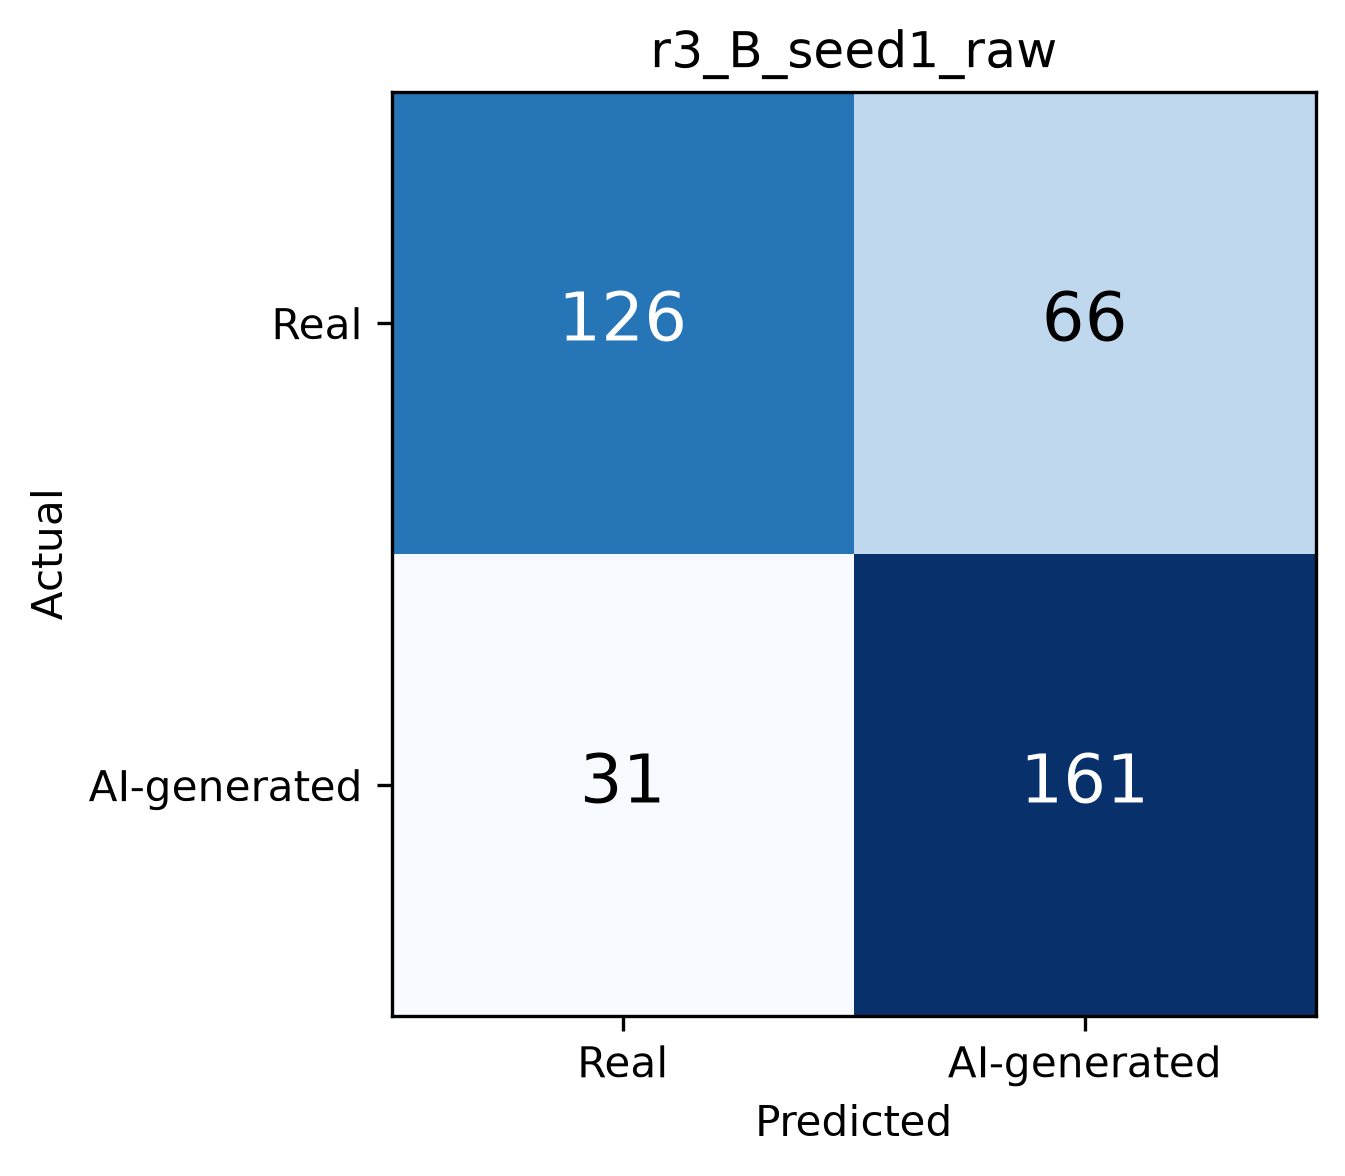 r3_B_seed1_raw
Actual
Real
126
66
AI-generated
31
161
Real
AI-generated
Predicted